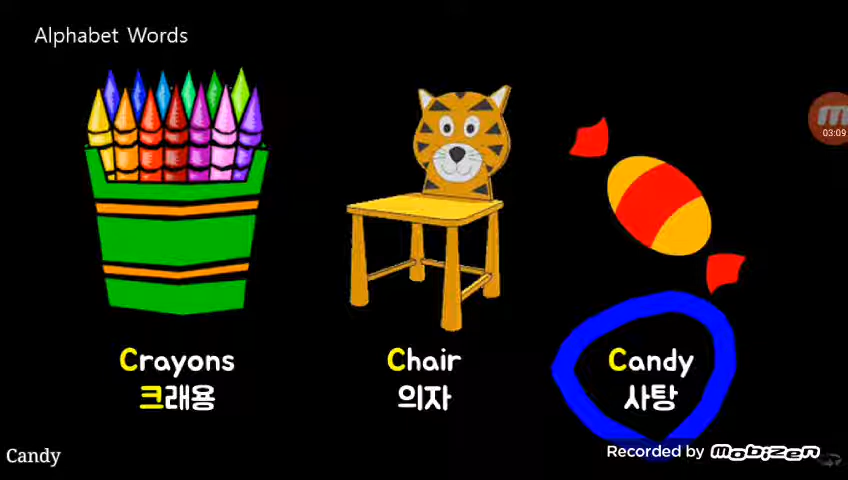 Alphabet Words
03:09
Crayons
크래용
Chair
의자
Candy
사탕
Candy
Recorded by mobizen